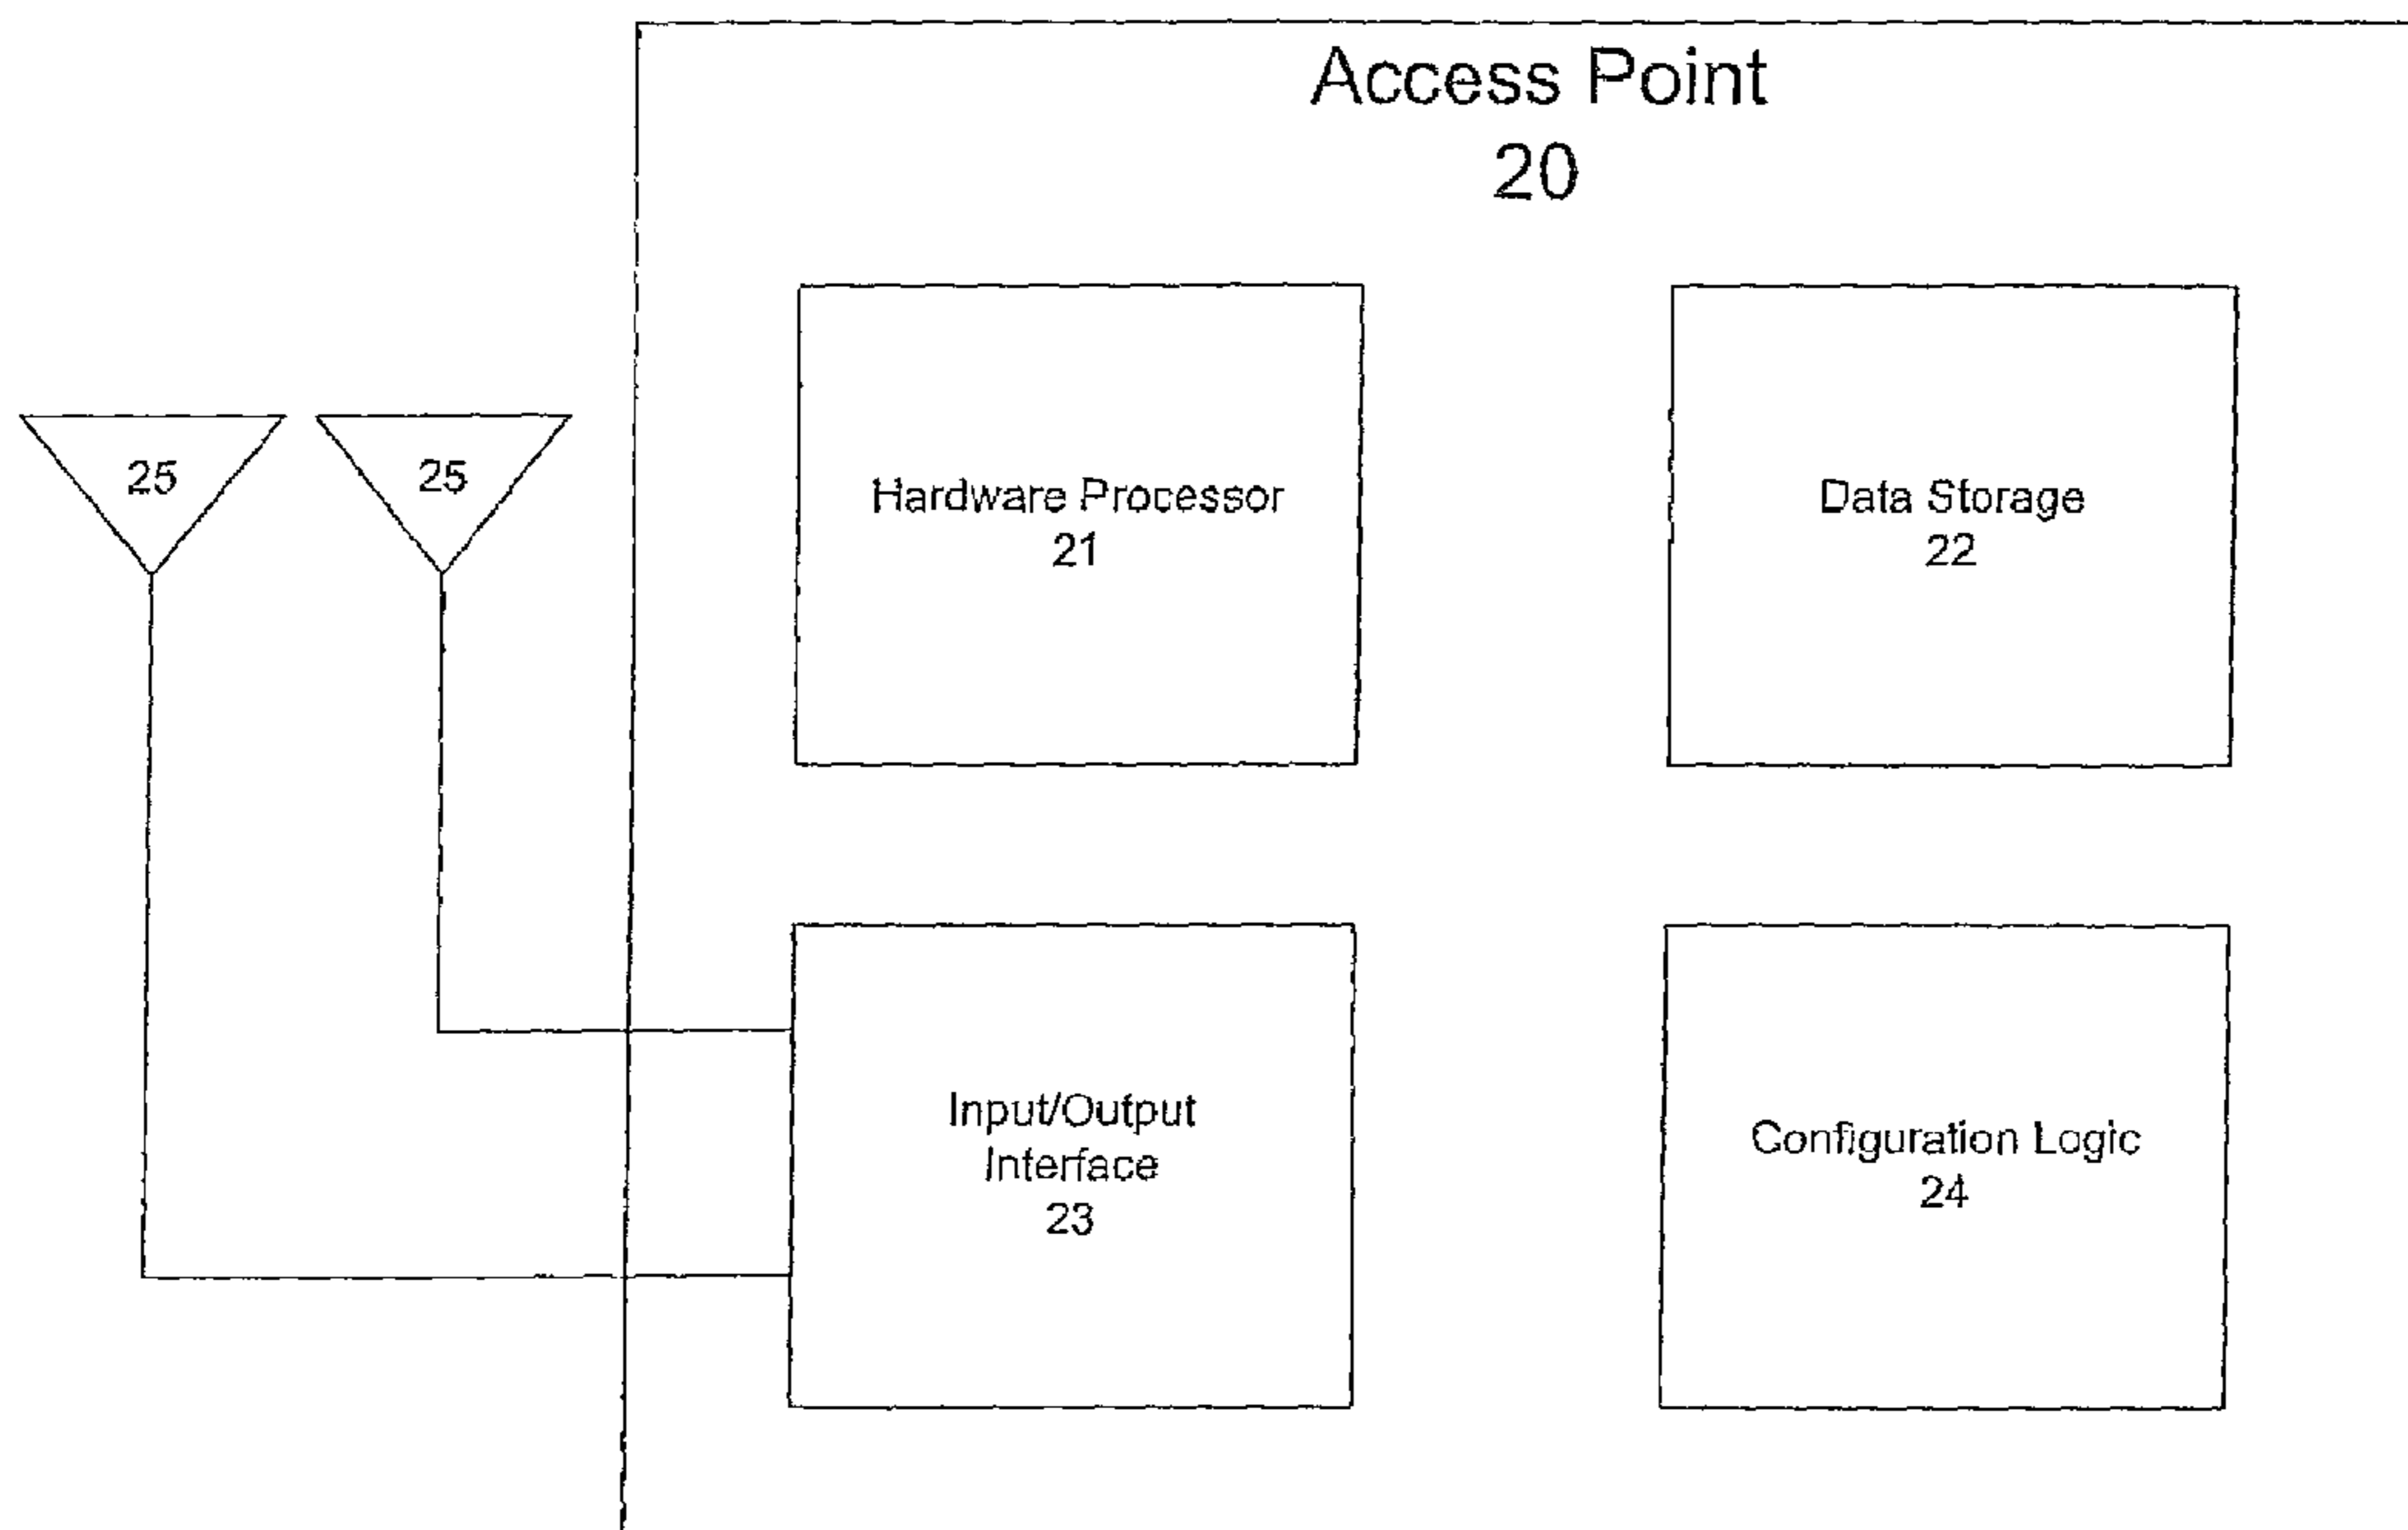 Access Point
20
25
25
Hardware Processor
21
Data Storage
22
Input/Output
Interface
23
Configuration Logic
24